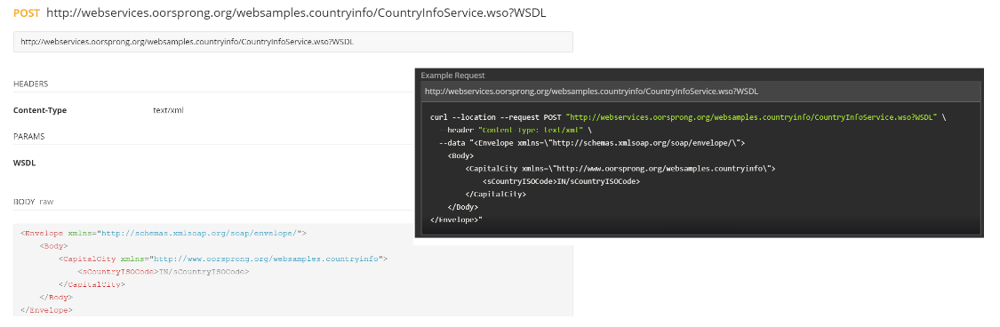 POST http://webservices.oorsprong.org/websamples.countryinfo/CountryInfoService.wso?WSDL
http://webservices.oorsprong.org/websamples.countryinfo/CountryInfoService.wso?WSDL
HEADERS
Content-Type text/xml
PARAMS
WSDL
BODY raw
<Envelope xmlns="http://schemas.xmlsoap.org/soap/envelope/">
<Body>
<CapitalCity xmlns="http://www.oorsprong.org/websamples.countryinfo">
<sCountryISOCode>IN/sCountryISOCode>
</CapitalCity>
</Body>
</Envelope>
Example Request
http://webservices.oorsprong.org/websamples.countryinfo/CountryInfoService.wso?WSDL
curl --location --request POST "http://webservices.oorsprong.org/websamples.countryinfo/CountryInfoService.wso?WSDL" \
--header "Content-Type: text/xml" \
--data "<Envelope xmlns=\"http://schemas.xmlsoap.org/soap/envelope/\">
<Body>
<CapitalCity xmlns=\"http://www.oorsprong.org/websamples.countryinfo\">
<sCountryISOCode>IN/sCountryISOCode>
</CapitalCity>
</Body>
</Envelope>"